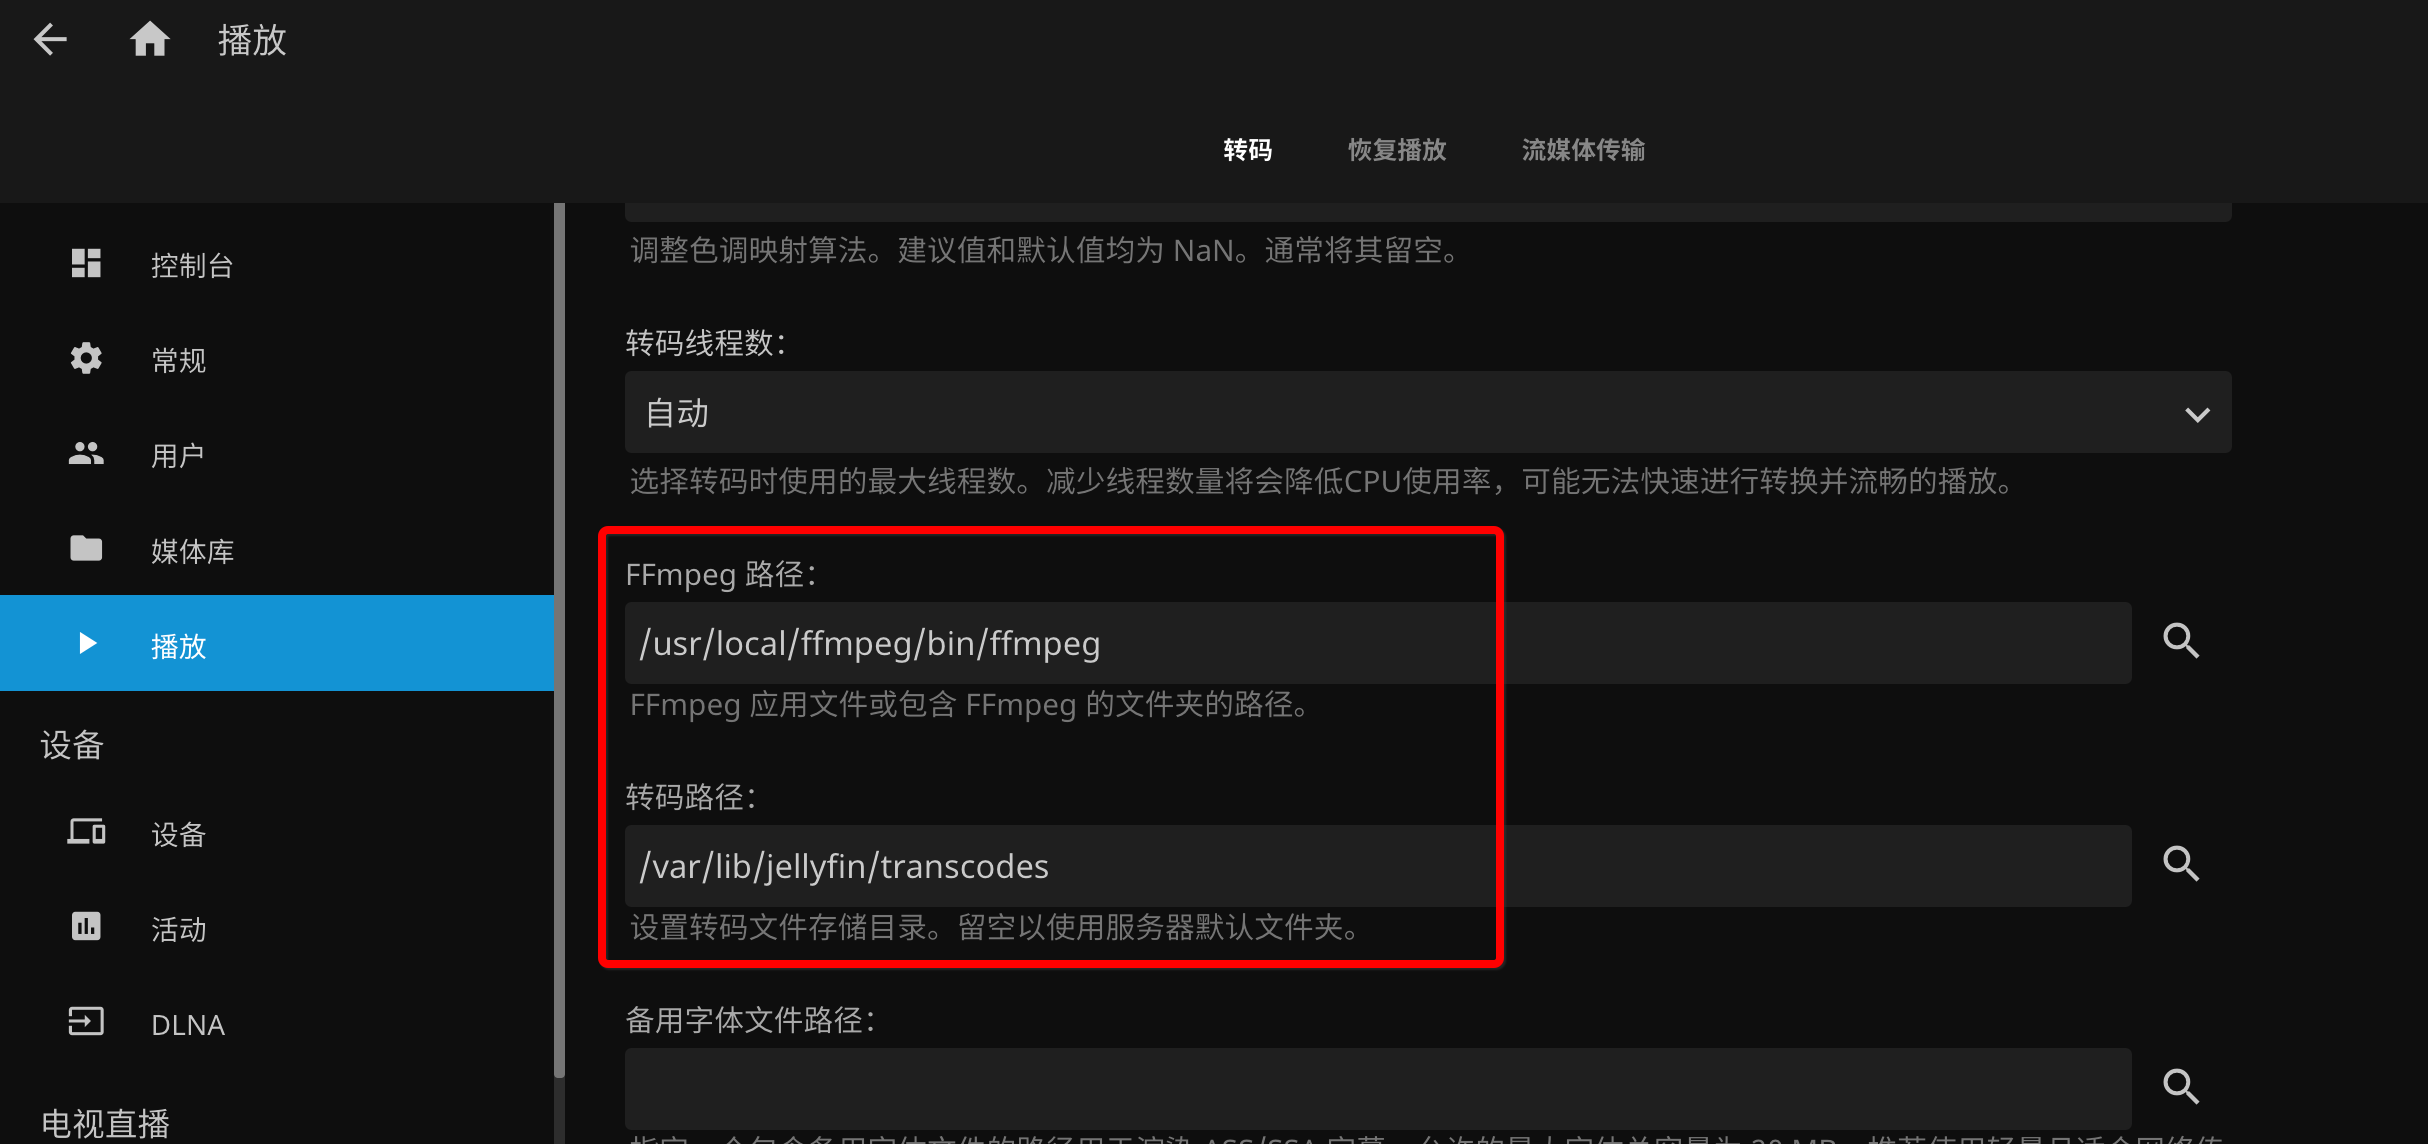 播放
转码 恢复播放 流媒体传输
控制台
常规
用户
媒体库
播放
设备
设备
活动
DLNA
电视直播
调整色调映射算法。建议值和默认值均为 NaN。通常将其留空。
转码线程数：
自动
选择转码时使用的最大线程数。减少线程数量将会降低CPU使用率，可能无法快速进行转换并流畅的播放。
FFmpeg 路径：
/usr/local/ffmpeg/bin/ffmpeg
FFmpeg 应用文件或包含 FFmpeg 的文件夹的路径。
转码路径：
/var/lib/jellyfin/transcodes
设置转码文件存储目录。留空以使用服务器默认文件夹。
备用字体文件路径：